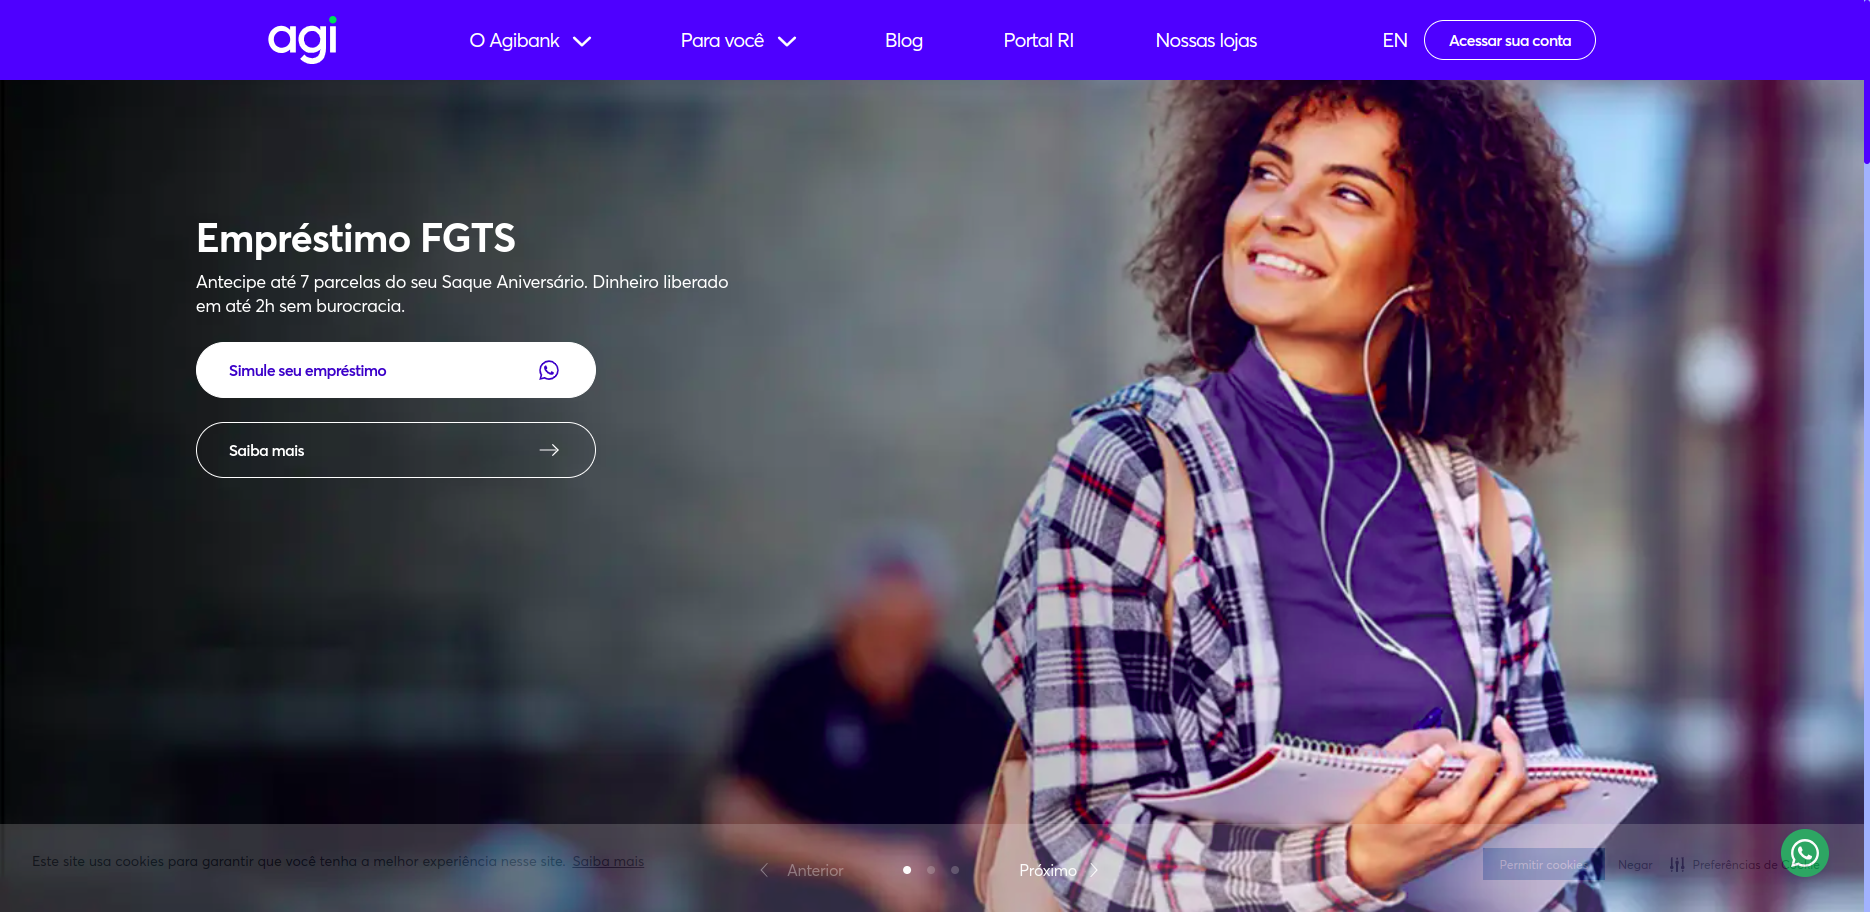 agi
O Agibank
Para você
Blog
Portal RI
Nossas lojas
EN
Acessar sua conta
Empréstimo FGTS
Antecipe até 7 parcelas do seu Saque Aniversário. Dinheiro liberado
em até 2h sem burocracia.
Simule seu empréstimo
Saiba mais
Este site usa cookies para garantir que você tenha a melhor experiência nesse site. Saiba mais
Anterior
Próximo
Permitir cookie
Negar
Preferências de